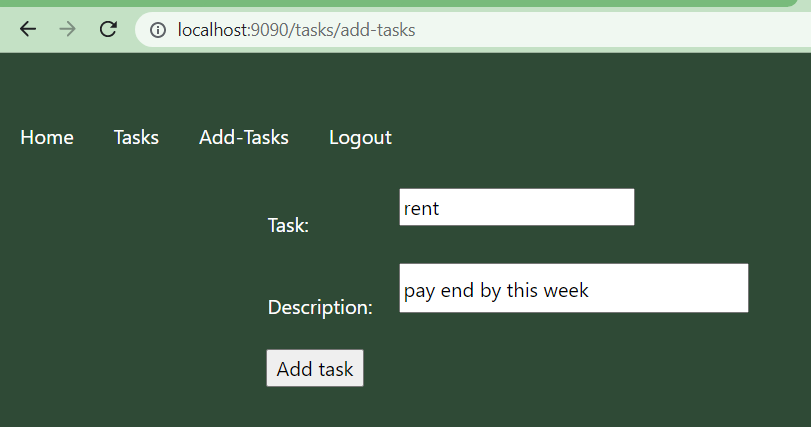 localhost:9090/tasks/add-tasks
Home Tasks Add-Tasks Logout
Task: rent
Description: pay end by this week
Add task